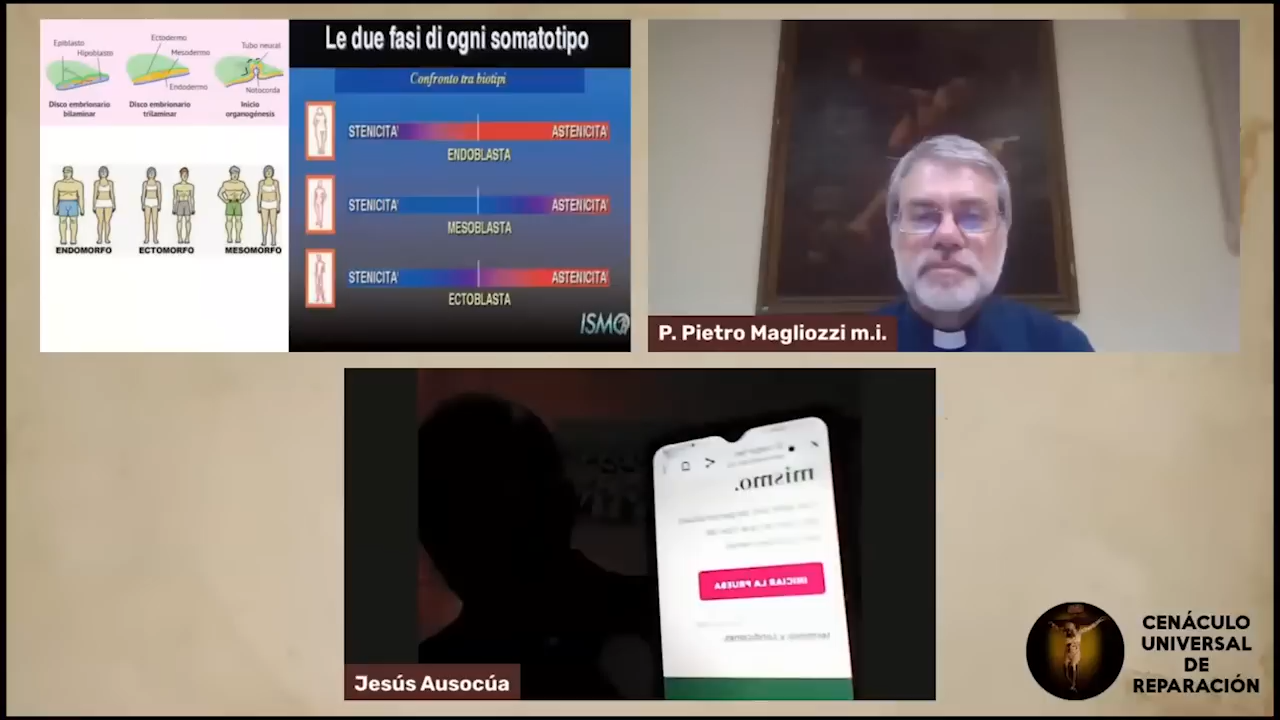 Epiblasto
Hipoblasto
Ectodermo
Mesodermo
Endodermo
Tubo neural
Notocorda
Disco embrionario
bilaminar
Disco embrionario
trilaminar
Inicio
organogénesis
ENDOMORFO
ECTOMORFO
MESOMORFO
Le due fasi di ogni somatotipo
Confronto tra biotipi
STENICITA'
ASTENICITA'
ENDOBLASTA
STENICITA'
ASTENICITA'
MESOBLASTA
STENICITA'
ASTENICITA'
ECTOBLASTA
ISMO
P. Pietro Magliozzi m.i.
mismo.
INICIAR LA PRUEBA
Jesús Ausocúa
CENÁCULO
UNIVERSAL
DE
REPARACIÓN